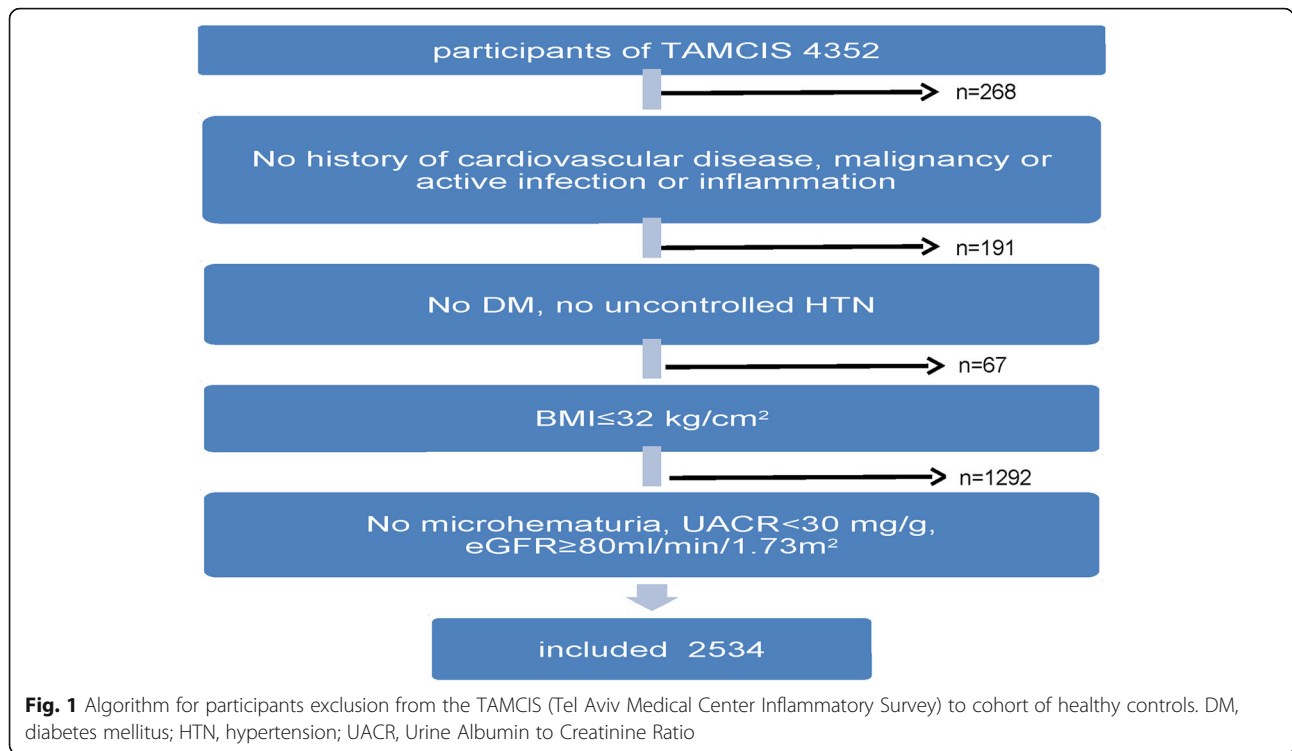 participants of TAMCIS 4352
n=268
No history of cardiovascular disease, malignancy or
active infection or inflammation
n=191
No DM, no uncontrolled HTN
n=67
BMI≤32 kg/cm²
n=1292
No microhematuria, UACR<30 mg/g,
eGFR≥80ml/min/1.73m²
included 2534
Fig. 1 Algorithm for participants exclusion from the TAMCIS (Tel Aviv Medical Center Inflammatory Survey) to cohort of healthy controls. DM,
diabetes mellitus; HTN, hypertension; UACR, Urine Albumin to Creatinine Ratio